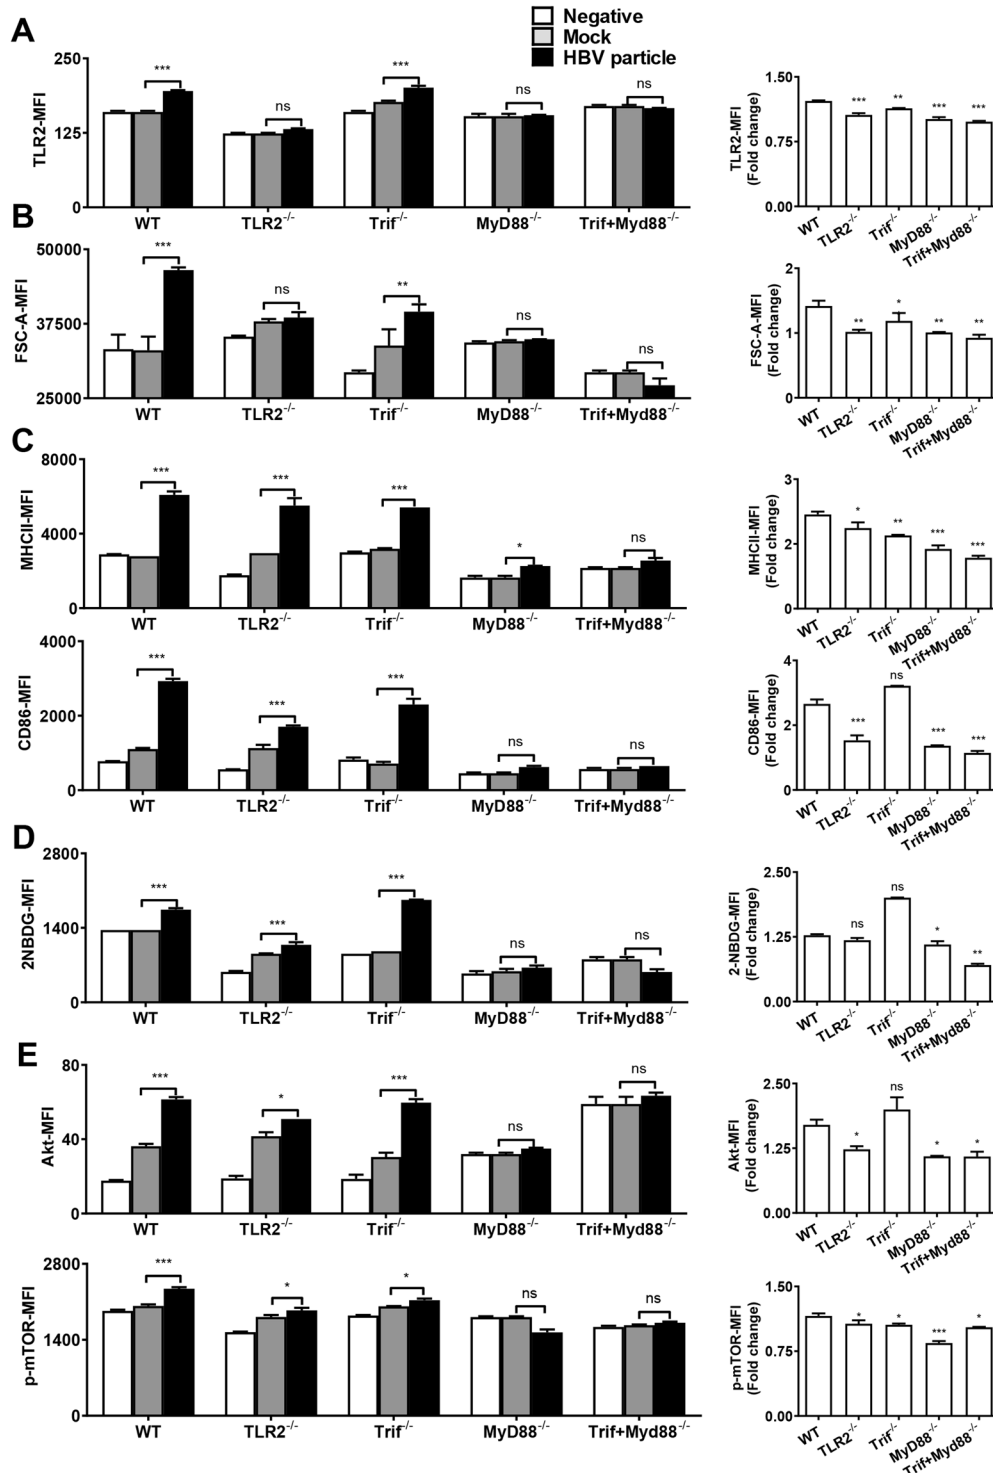 Negative
Mock
HBV particle
A
TLR2-MFI
250
125
0
***
ns
***
ns
ns
WT
TLR2-/-
Trif-/-
MyD88-/-
Trif+Myd88-/-
TLR2-MFI
(Fold change)
1.50
0.75
0.00
***
**
***
***
WT
TLR2-/-
Trif-/-
MyD88-/-
Trif+Myd88-/-
B
FSC-A-MFI
50000
37500
25000
***
ns
**
ns
ns
WT
TLR2-/-
Trif-/-
MyD88-/-
Trif+Myd88-/-
FSC-A-MFI
(Fold change)
2
1
0
**
*
**
**
WT
TLR2-/-
Trif-/-
MyD88-/-
Trif+Myd88-/-
C
MHCII-MFI
8000
4000
0
***
***
***
*
ns
WT
TLR2-/-
Trif-/-
MyD88-/-
Trif+Myd88-/-
MHCII-MFI
(Fold change)
3
2
0
*
**
***
***
WT
TLR2-/-
Trif-/-
MyD88-/-
Trif+Myd88-/-
CD86-MFI
4000
2000
0
***
***
***
ns
ns
WT
TLR2-/-
Trif-/-
MyD88-/-
Trif+Myd88-/-
CD86-MFI
(Fold change)
4
2
0
***
ns
***
***
WT
TLR2-/-
Trif-/-
MyD88-/-
Trif+Myd88-/-
D
2NBDG-MFI
2800
1400
0
***
***
***
ns
ns
WT
TLR2-/-
Trif-/-
MyD88-/-
Trif+Myd88-/-
2-NBDG-MFI
(Fold change)
2.50
1.25
0.00
ns
ns
*
**
WT
TLR2-/-
Trif-/-
MyD88-/-
Trif+Myd88-/-
E
Akt-MFI
80
40
0
***
*
***
ns
ns
WT
TLR2-/-
Trif-/-
MyD88-/-
Trif+Myd88-/-
Akt-MFI
(Fold change)
2.50
1.25
0.00
*
ns
*
*
WT
TLR2-/-
Trif-/-
MyD88-/-
Trif+Myd88-/-
p-mTOR-MFI
2800
1400
0
***
*
*
ns
ns
WT
TLR2-/-
Trif-/-
MyD88-/-
Trif+Myd88-/-
p-mTOR-MFI
(Fold change)
1.50
0.75
0.00
*
*
***
*
WT
TLR2-/-
Trif-/-
MyD88-/-
Trif+Myd88-/-